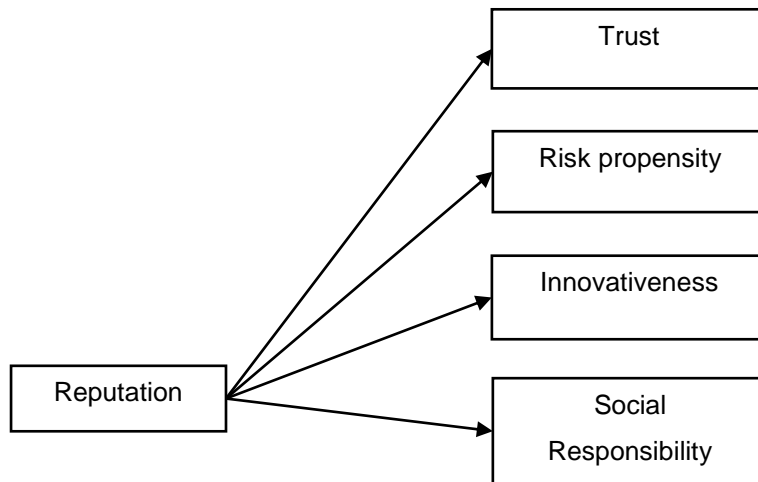 Trust
Risk propensity
Innovativeness
Reputation
Social
Responsibility